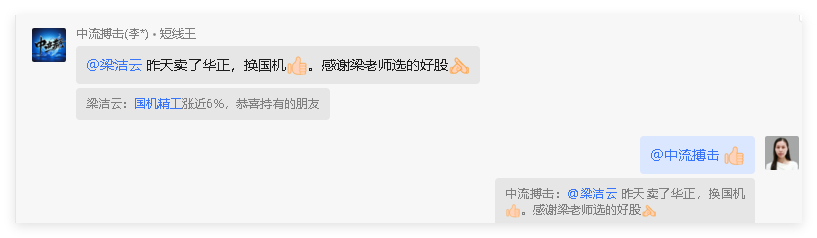 中流搏击(李*) • 短线王
@梁洁云 昨天卖了华正，换国机👍。感谢梁老师选的好股🙏
梁洁云：国机精工涨近6%，恭喜持有的朋友
@中流搏击 👍
中流搏击：@梁洁云 昨天卖了华正，换国机
👍。感谢梁老师选的好股🙏